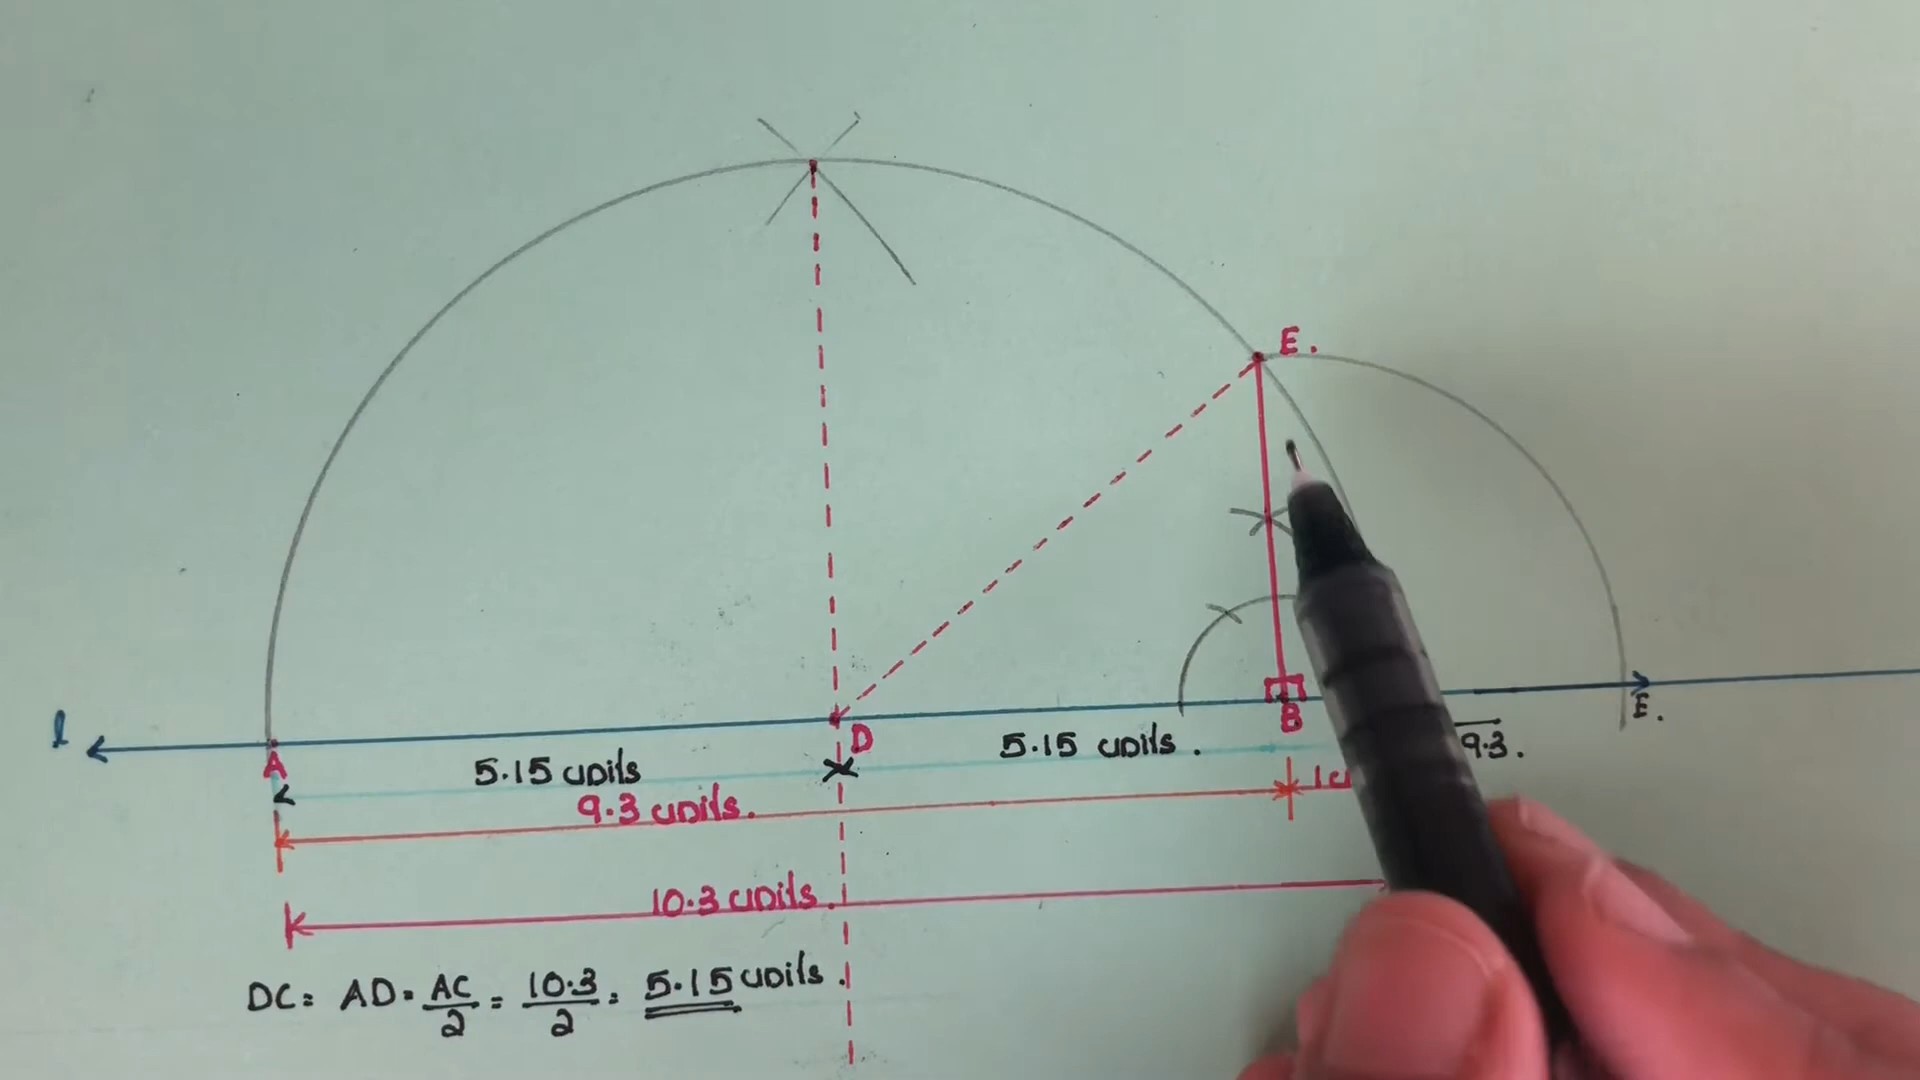 E.
l
A
D
B
E.
5.15 units
5.15 units.
9.3.
9.3 units.
1
10.3 units.
DC = AD = AC/2 = 10.3/2 = 5.15 units.